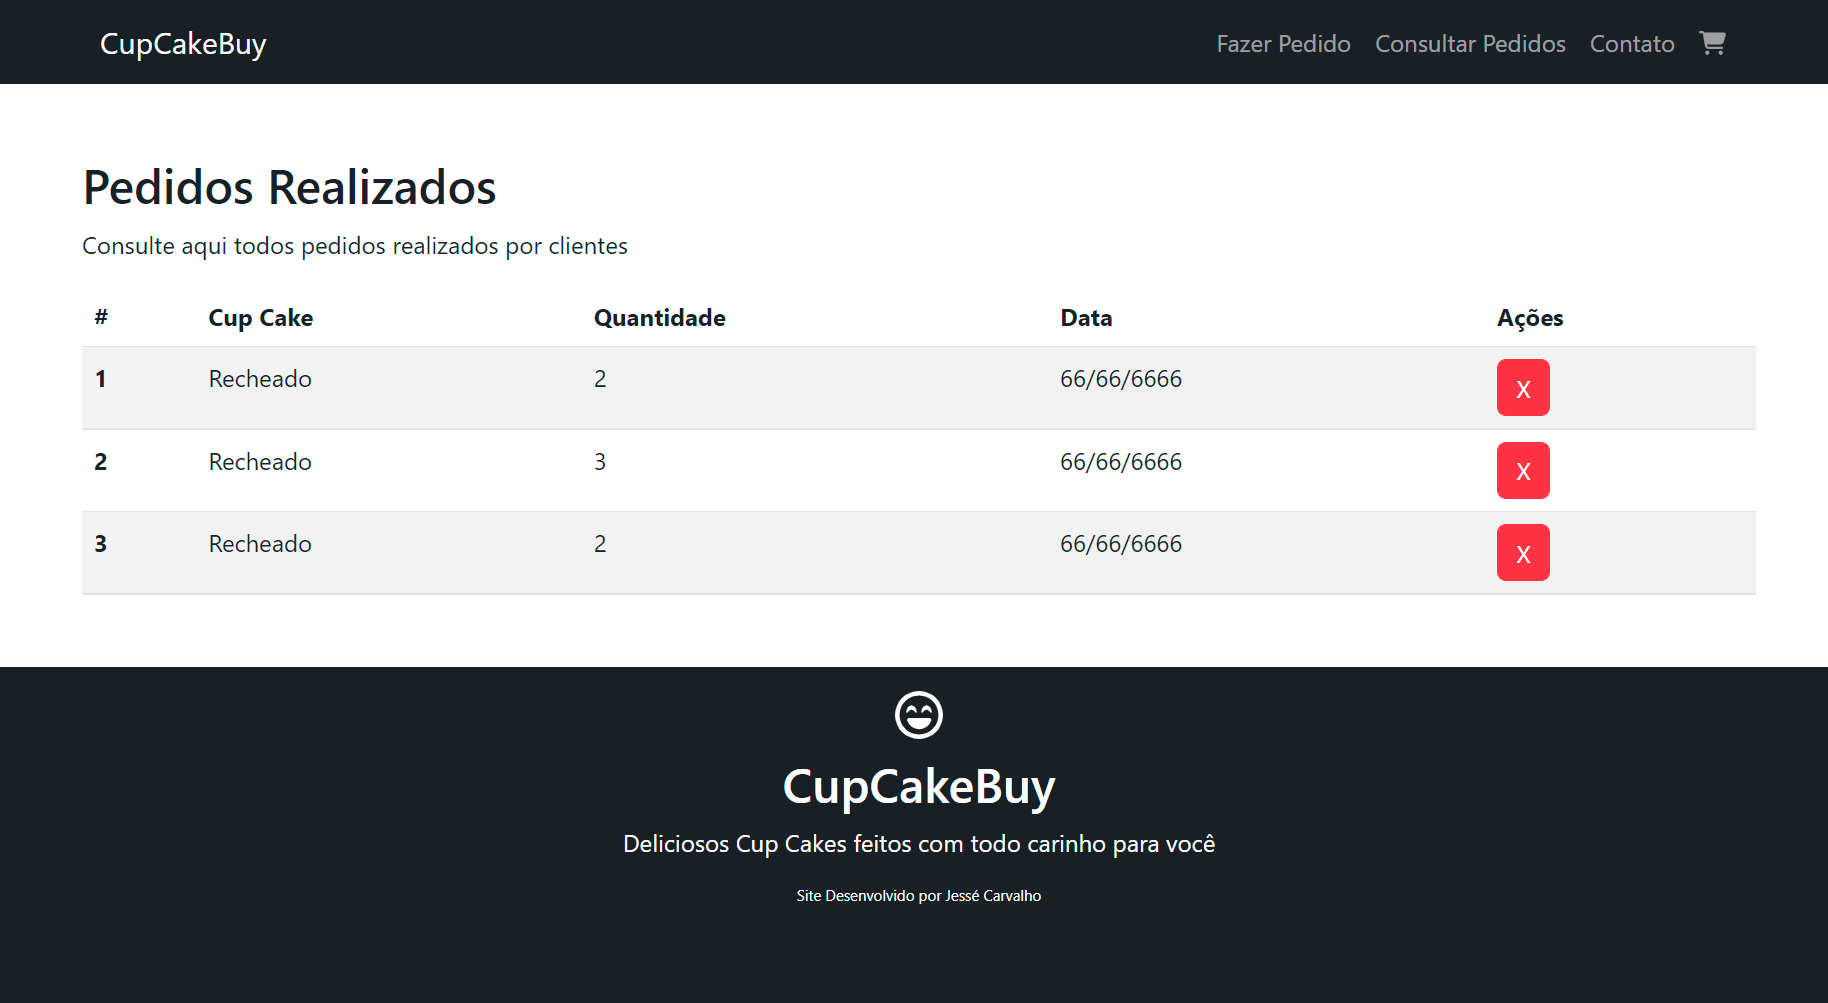 CupCakeBuy Fazer Pedido Consultar Pedidos Contato
Pedidos Realizados
Consulte aqui todos pedidos realizados por clientes
# Cup Cake Quantidade Data Ações
1 Recheado 2 66/66/6666 X
2 Recheado 3 66/66/6666 X
3 Recheado 2 66/66/6666 X
CupCakeBuy
Deliciosos Cup Cakes feitos com todo carinho para você
Site Desenvolvido por Jessé Carvalho